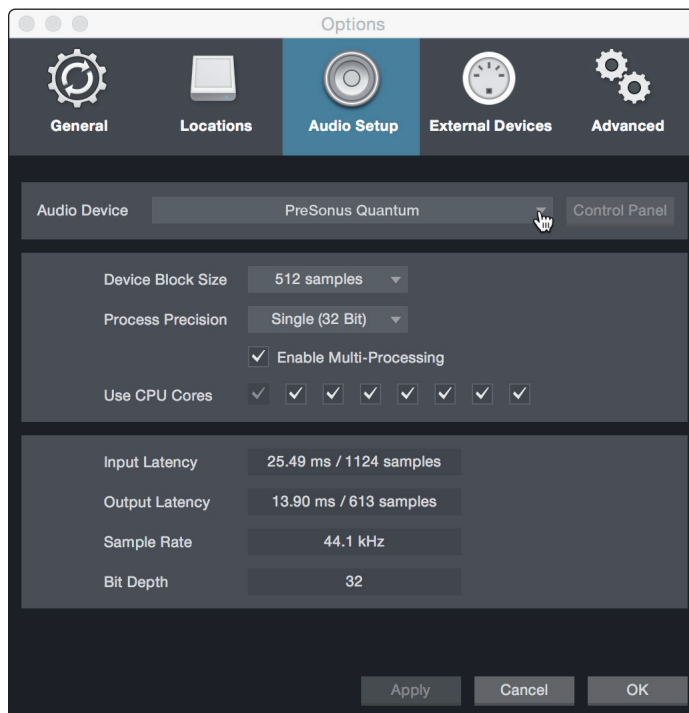 Options
General Locations Audio Setup External Devices Advanced
Audio Device PreSonus Quantum Control Panel
Device Block Size 512 samples
Process Precision Single (32 Bit)
Enable Multi-Processing
Use CPU Cores
Input Latency 25.49 ms / 1124 samples
Output Latency 13.90 ms / 613 samples
Sample Rate 44.1 kHz
Bit Depth 32
Apply Cancel OK